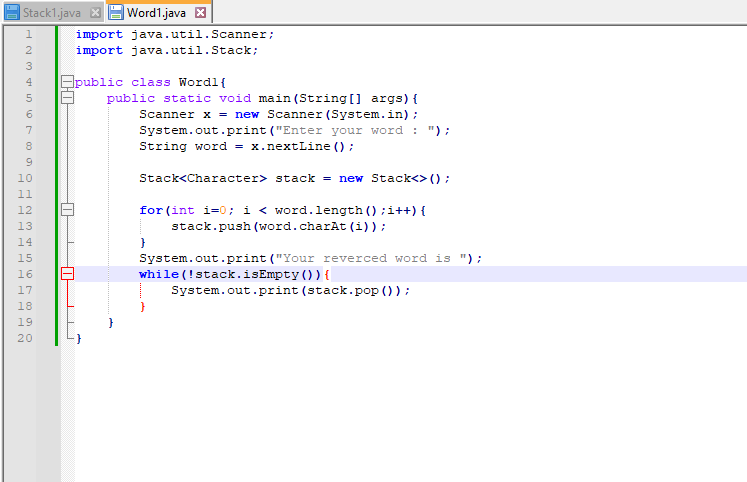 Stack1.java Word1.java
1 import java.util.Scanner;
2 import java.util.Stack;
3
4 public class Word1{
5 public static void main(String[] args){
6 Scanner x = new Scanner(System.in);
7 System.out.print("Enter your word : ");
8 String word = x.nextLine();
9
10 Stack<Character> stack = new Stack<>();
11
12 for(int i=0; i < word.length();i++){
13 stack.push(word.charAt(i));
14 }
15 System.out.print("Your reverced word is ");
16 while(!stack.isEmpty()){
17 System.out.print(stack.pop());
18 }
19 }
20 }